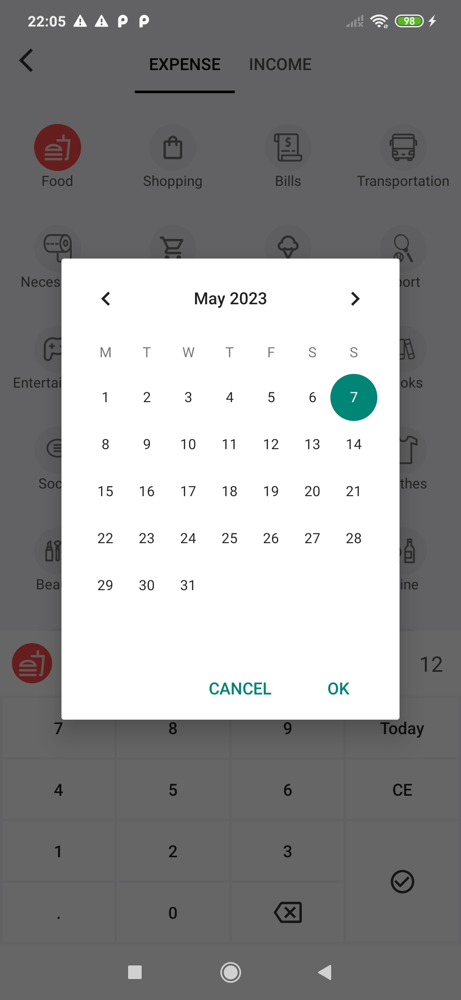 22:05 98
EXPENSE INCOME
Food Shopping Bills Transportation
$
Neces port
May 2023
M T W T F S S
Entertai oks
1 2 3 4 5 6 7
8 9 10 11 12 13 14
Soc thes
15 16 17 18 19 20 21
22 23 24 25 26 27 28
Bea ine
29 30 31
12
CANCEL OK
7 8 9 Today
4 5 6 CE
1 2 3
. 0